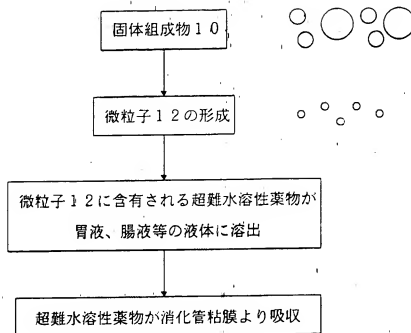 固体組成物10
微粒子12の形成
微粒子12に含有される超難水溶性薬物が
胃液、腸液等の液体に溶出
超難水溶性薬物が消化管粘膜より吸収